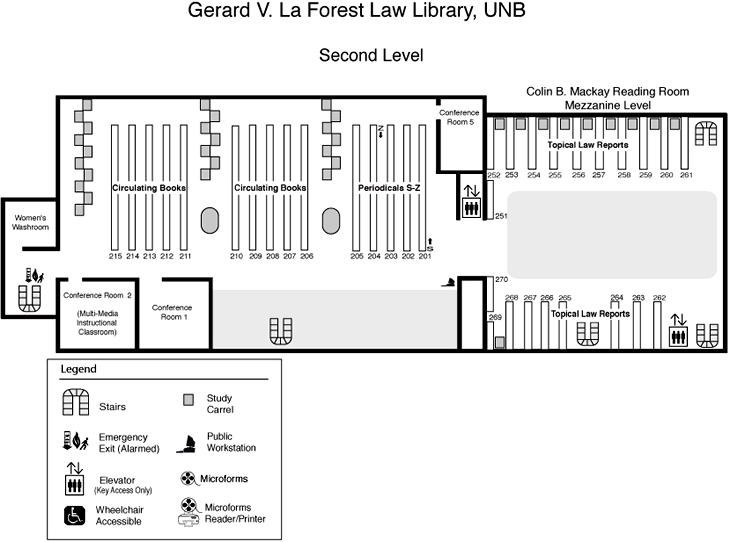 Gerard V. La Forest Law Library, UNB
Second Level
Colin B. Mackay Reading Room
Mezzanine Level
Conference
Room 5
Topical Law Reports
Z
252 253 254 255 256 257 258 259 260 261
Circulating Books
Circulating Books
Periodicals S-Z
Women's
Washroom
251
S
215 214 213 212 211
210 209 208 207 206
205 204 203 202 201
270
Conference Room 2
(Multi-Media
Instructional
Classroom)
Conference
Room 1
268 267 266 265 264 263 262
269
Topical Law Reports
Legend
Stairs
Study
Carrel
Emergency
Exit (Alarmed)
Public
Workstation
Elevator
(Key Access Only)
Microforms
Wheelchair
Accessible
Microforms
Reader/Printer